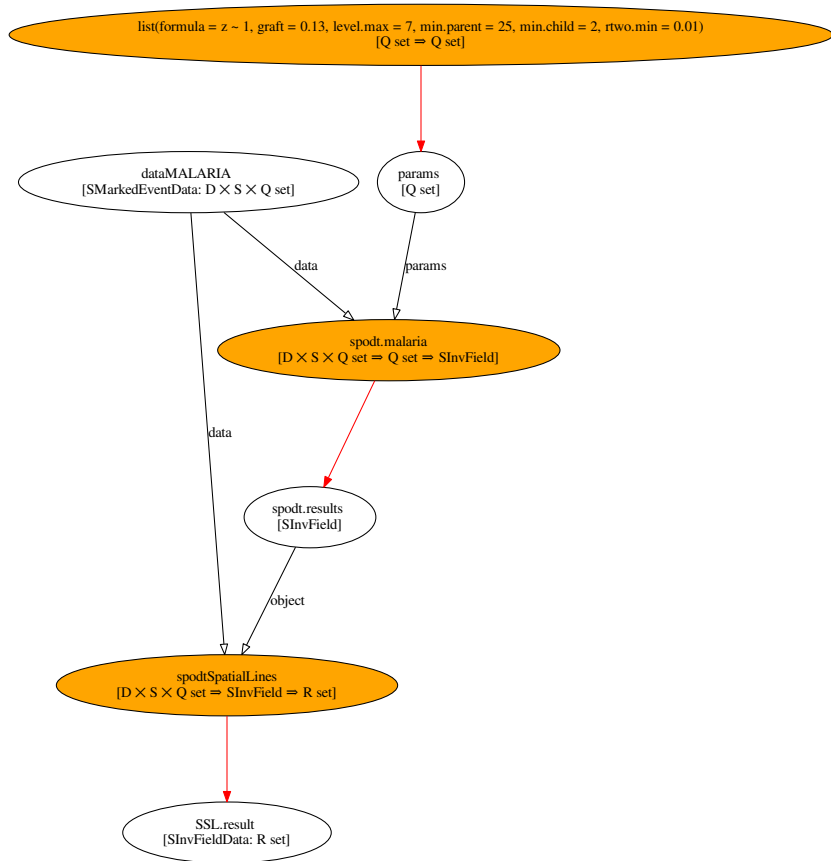 list(formula = z ~ 1, graft = 0.13, level.max = 7, min.parent = 25, min.child = 2, rtwo.min = 0.01)
[Q set ⇒ Q set]
dataMALARIA
[SMarkedEventData: D × S × Q set]
params
[Q set]
data
params
spodt.malaria
[D × S × Q set ⇒ Q set ⇒ SInvField]
data
spodt.results
[SInvField]
object
spodtSpatialLines
[D × S × Q set ⇒ SInvField ⇒ R set]
SSL.result
[SInvFieldData: R set]